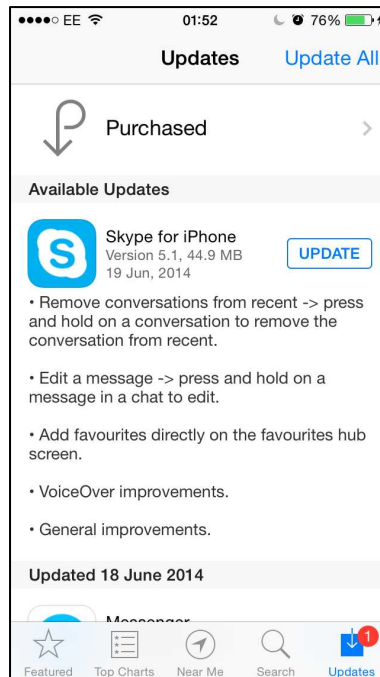 EE 01:52 76%
Updates Update All
Purchased
Available Updates
Skype for iPhone
Version 5.1, 44.9 MB
19 Jun, 2014
UPDATE
• Remove conversations from recent -> press
and hold on a conversation to remove the
conversation from recent.
• Edit a message -> press and hold on a
message in a chat to edit.
• Add favourites directly on the favourites hub
screen.
• VoiceOver improvements.
• General improvements.
Updated 18 June 2014
Messenger
1
Featured Top Charts Near Me Search Updates